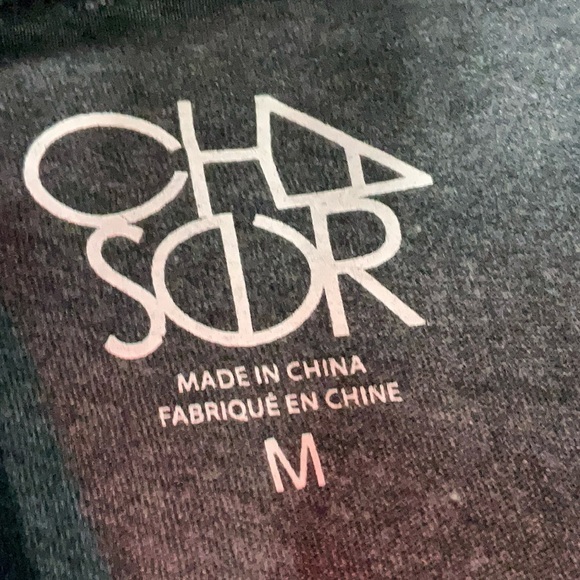 CHA
SER
MADE IN CHINA
FABRIQUÉ EN CHINE
M